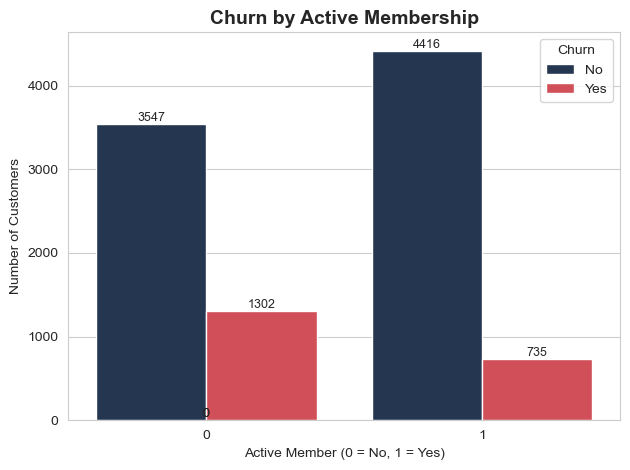 Churn by Active Membership
4416
Churn
No
Yes
4000
3547
3000
Number of Customers
2000
1302
1000
735
0
0
0
1
Active Member (0 = No, 1 = Yes)